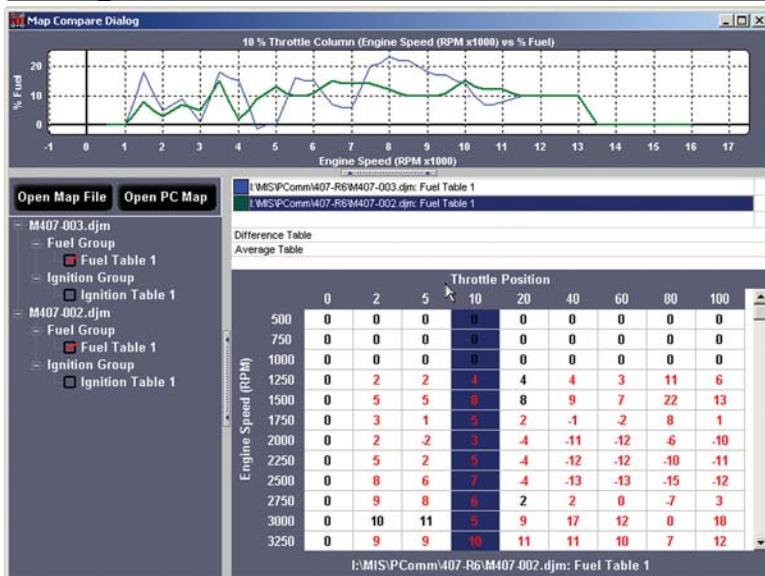 Map Compare Dialog
10 % Throttle Column (Engine Speed (RPM x1000) vs % Fuel)
% Fuel
20
10
0
-1 0 1 2 3 4 5 6 7 8 9 10 11 12 13 14 15 16 17
Engine Speed (RPM x1000)
Open Map File Open PC Map
M407-003.djm
Fuel Group
Fuel Table 1
Ignition Group
Ignition Table 1
M407-002.djm
Fuel Group
Fuel Table 1
Ignition Group
Ignition Table 1
I:\MIS\PComm\407-R6\M407-003.djm: Fuel Table 1
I:\MIS\PComm\407-R6\M407-002.djm: Fuel Table 1
Difference Table
Average Table
Throttle Position
0 2 5 10 20 40 60 80 100
Engine Speed (RPM)
500 0 0 0 0 0 0 0 0 0
750 0 0 0 0 0 0 0 0 0
1000 0 0 0 0 0 0 0 0 0
1250 0 2 2 4 4 4 3 11 6
1500 0 5 5 8 8 9 7 22 13
1750 0 3 1 5 2 -1 -2 8 1
2000 0 2 -2 3 -4 -11 -12 -6 -10
2250 0 5 2 5 -4 -12 -12 -10 -11
2500 0 8 6 7 -4 -13 -13 -15 -12
2750 0 9 8 6 2 2 0 -7 3
3000 0 10 11 5 9 17 12 0 18
3250 0 9 9 10 11 11 10 7 12
I:\MIS\PComm\407-R6\M407-002.djm: Fuel Table 1